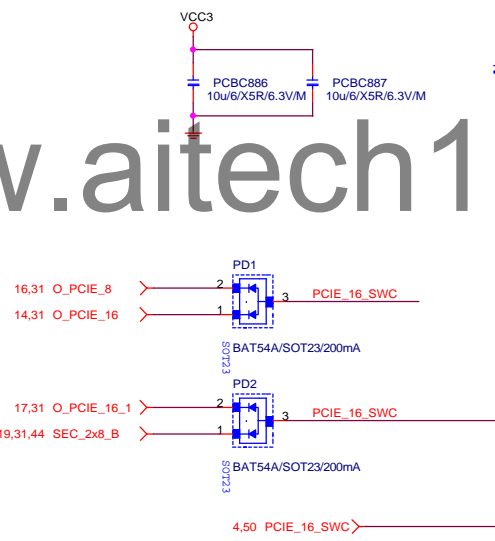 VCC3
PCBC886
10u/6/X5R/6.3V/M
PCBC887
10u/6/X5R/6.3V/M
w.aitech1
PD1
16,31 O_PCIE_8
2
3
PCIE_16_SWC
14,31 O_PCIE_16
1
SOT23
BAT54A/SOT23/200mA
PD2
17,31 O_PCIE_16_1
2
3
PCIE_16_SWC
19,31,44 SEC_2x8_B
1
SOT23
BAT54A/SOT23/200mA
4,50 PCIE_16_SWC